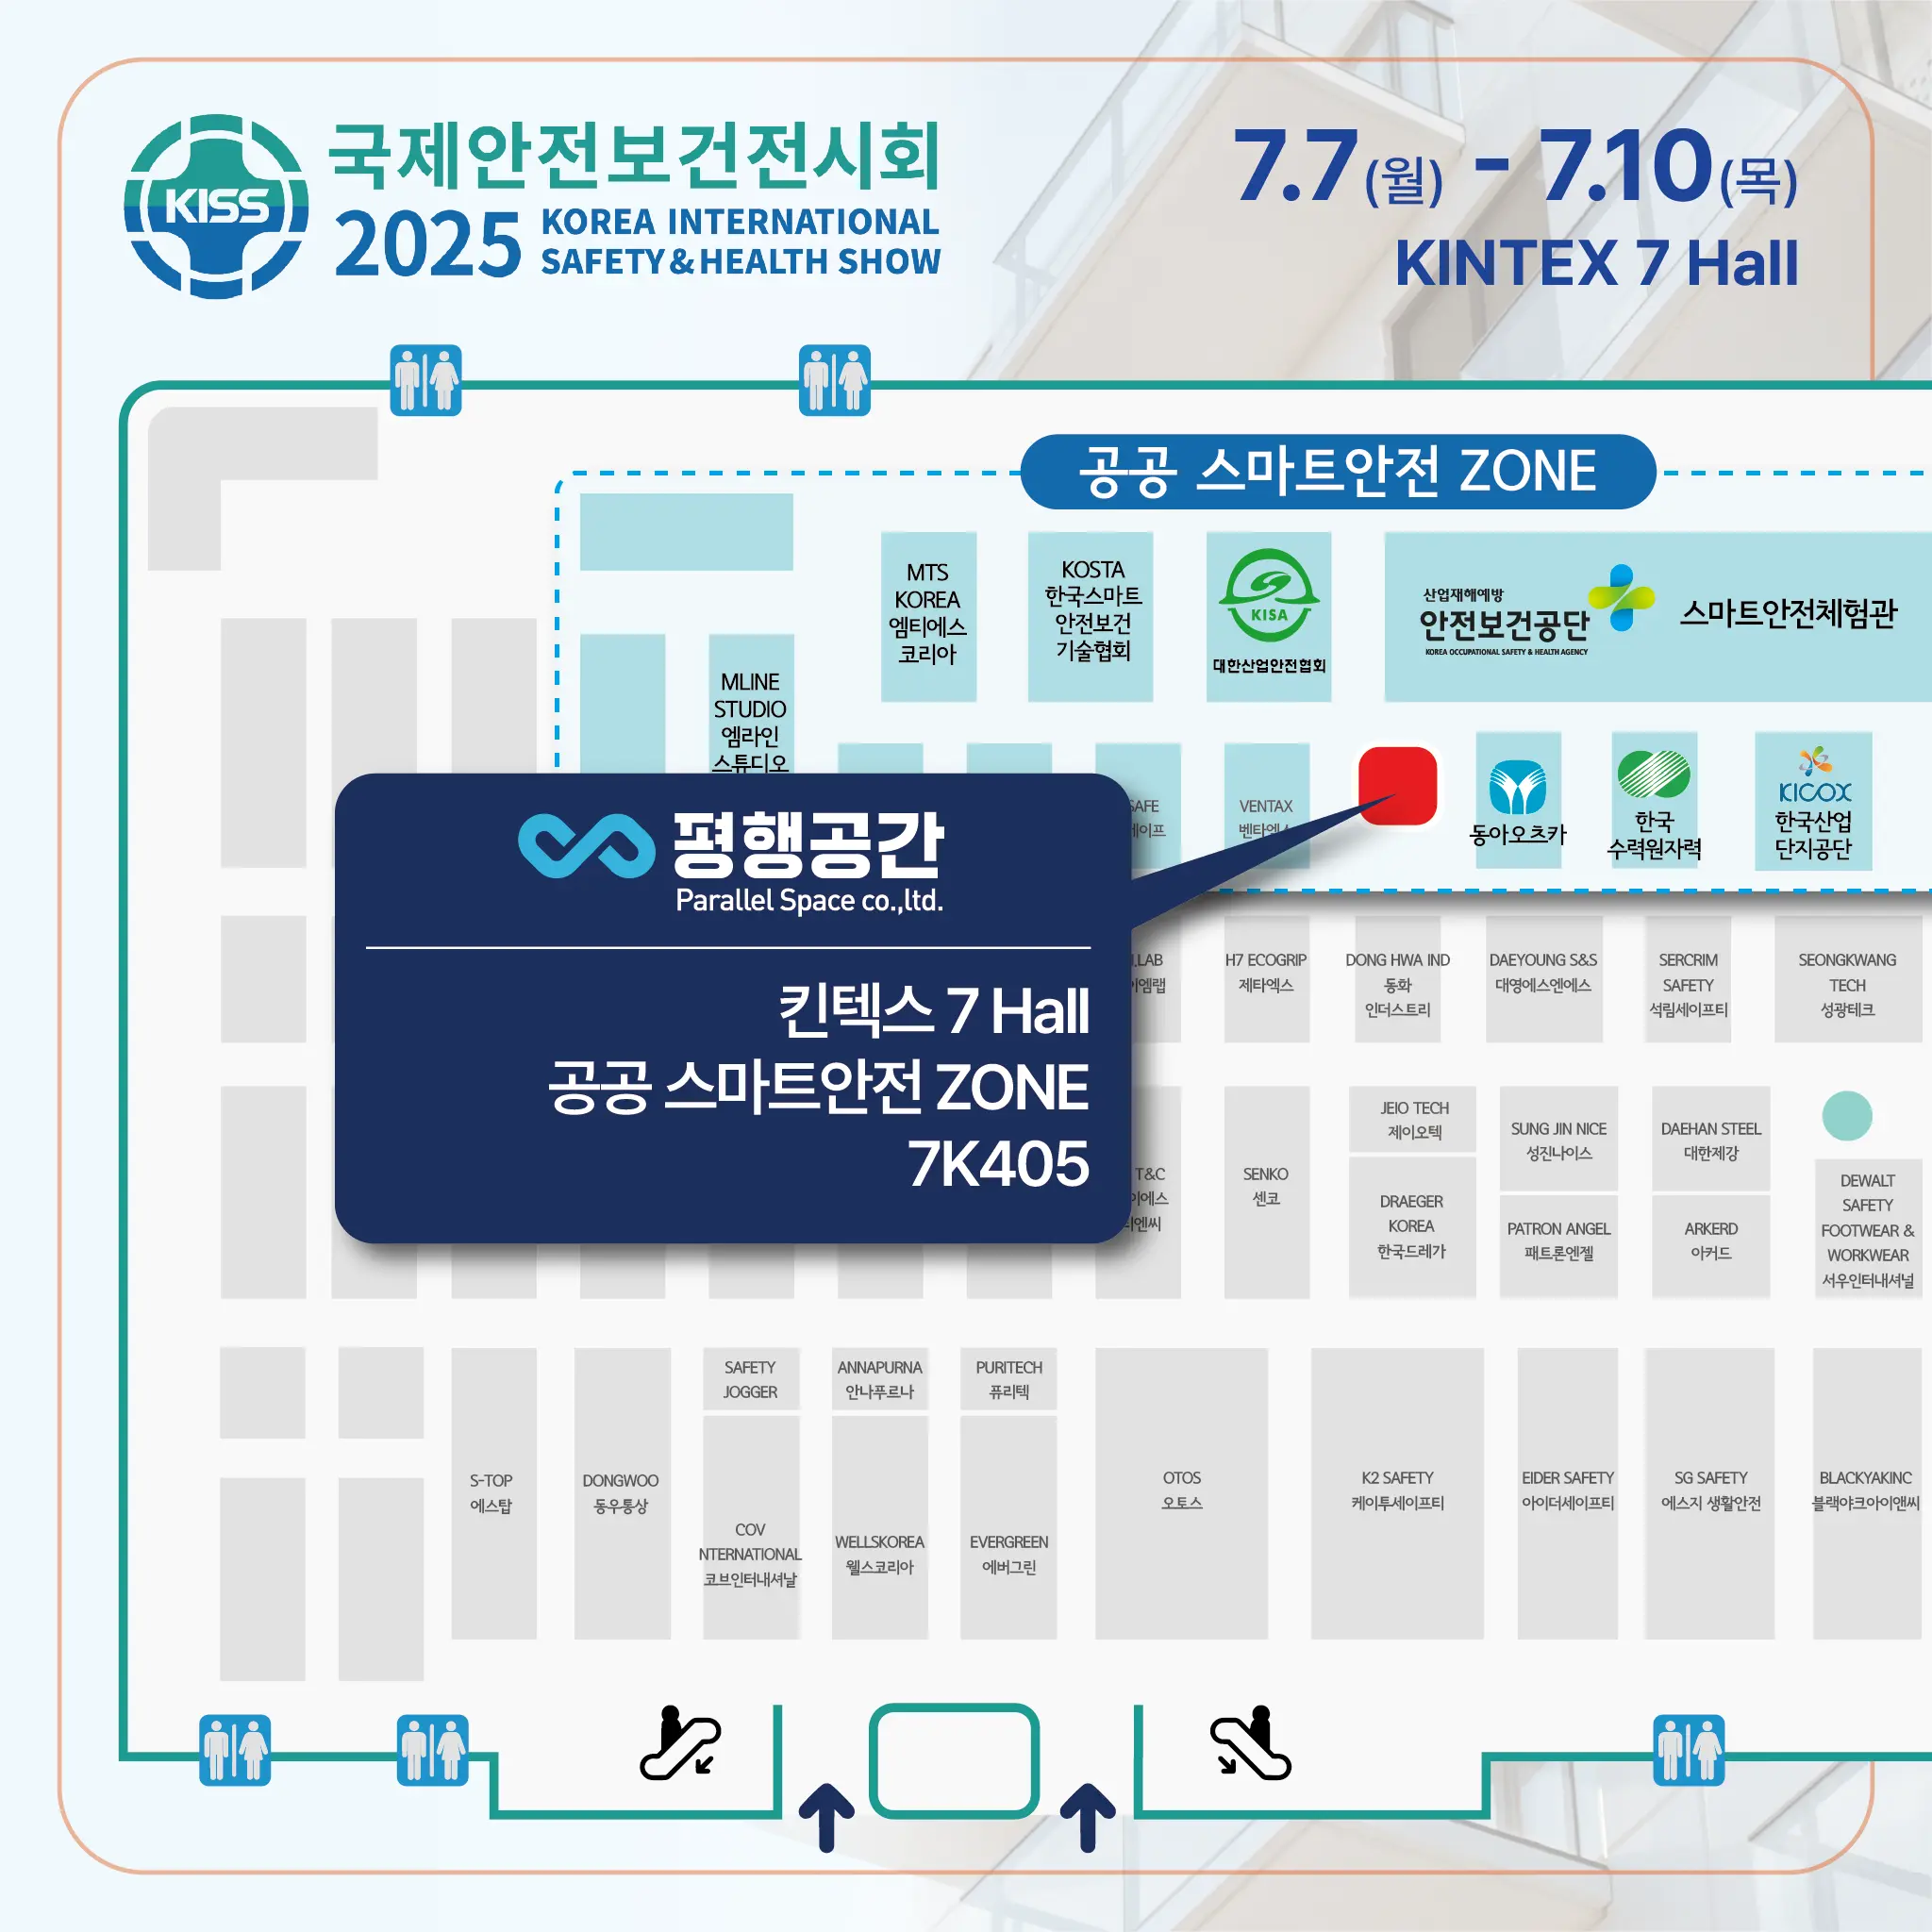 KISS
국제안전보건전시회
2025 KOREA INTERNATIONAL
SAFETY & HEALTH SHOW
7.7(월) - 7.10(목)
KINTEX 7 Hall
공공 스마트안전 ZONE
MTS
KOREA
엠티에스
코리아
KOSTA
한국스마트
안전보건
기술협회
KISA
대한산업안전협회
산업재해예방
안전보건공단
KOREA OCCUPATIONAL SAFETY & HEALTH AGENCY
스마트안전체험관
MLINE
STUDIO
엠라인
스튜디오
SAFE
VENTAX
동아오츠카
한국
수력원자력
KICOX
한국산업
단지공단
평행공간
Parallel Space co.,ltd.
킨텍스 7 Hall
공공 스마트안전 ZONE
7K405
LAB
이엠랩
H7 ECOGRIP
제타엑스
DONG HWA IND
동화
인더스트리
DAEYOUNG S&S
대영에스엔에스
SERCRIM
SAFETY
석림세이프티
SEONGKWANG
TECH
성광테크
T&C
이에스
티엔씨
SENKO
센코
JEIO TECH
제이오텍
DRAEGER
KOREA
한국드레가
SUNG JIN NICE
성진나이스
PATRON ANGEL
패트론엔젤
DAEHAN STEEL
대한제강
ARKERD
아커드
DEWALT
SAFETY
FOOTWEAR &
WORKWEAR
서우인터내셔널
S-TOP
에스탑
DONGWOO
동우통상
SAFETY
JOGGER
COV
NTERNATIONAL
코브인터내셔날
ANNAPURNA
안나푸르나
WELLSKOREA
웰스코리아
PURITECH
퓨리텍
EVERGREEN
에버그린
OTOS
오토스
K2 SAFETY
케이투세이프티
EIDER SAFETY
아이더세이프티
SG SAFETY
에스지 생활안전
BLACKYAKINC
블랙야크아이앤씨